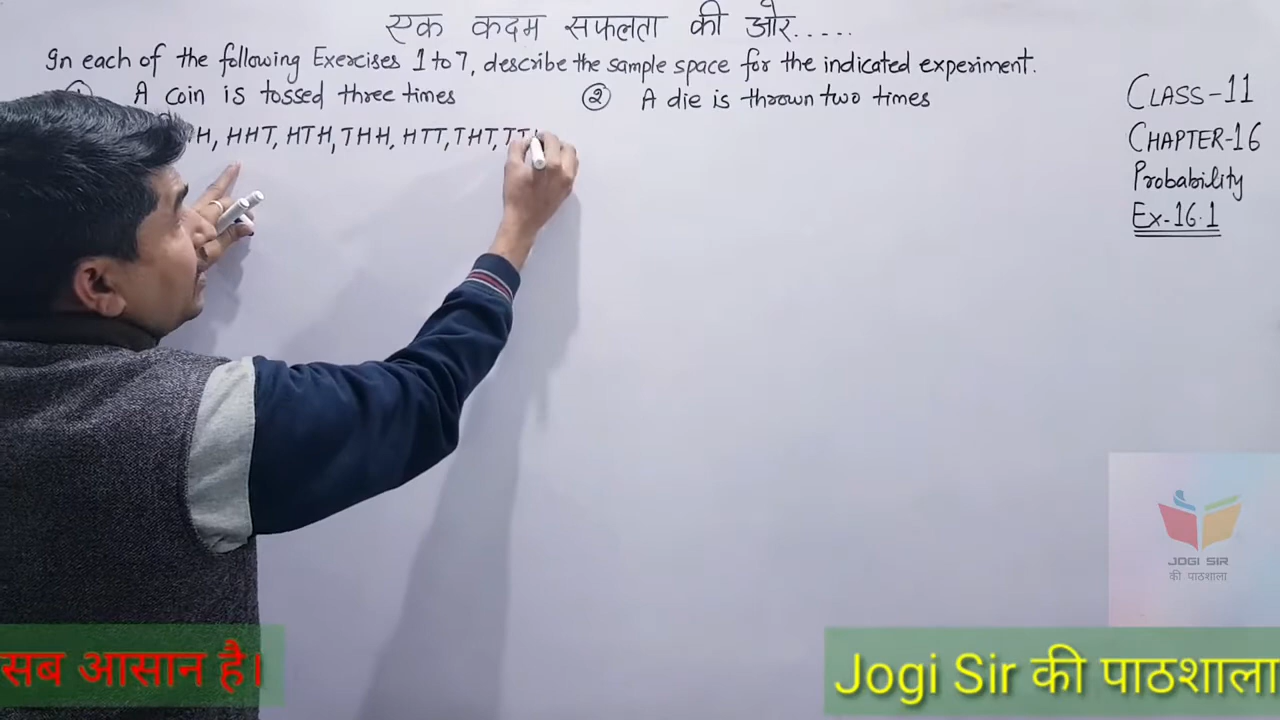 एक कदम सफलता की ओर.....
In each of the following Exercises 1 to 7, describe the sample space for the indicated experiment.
A coin is tossed three times
H, HHT, HTH, THH, HTT, THT, TT
② A die is thrown two times
CLASS-11
CHAPTER-16
Probability
Ex-16.1
JOGI SIR
की पाठशाला
सब आसान है।
Jogi Sir की पाठशाला